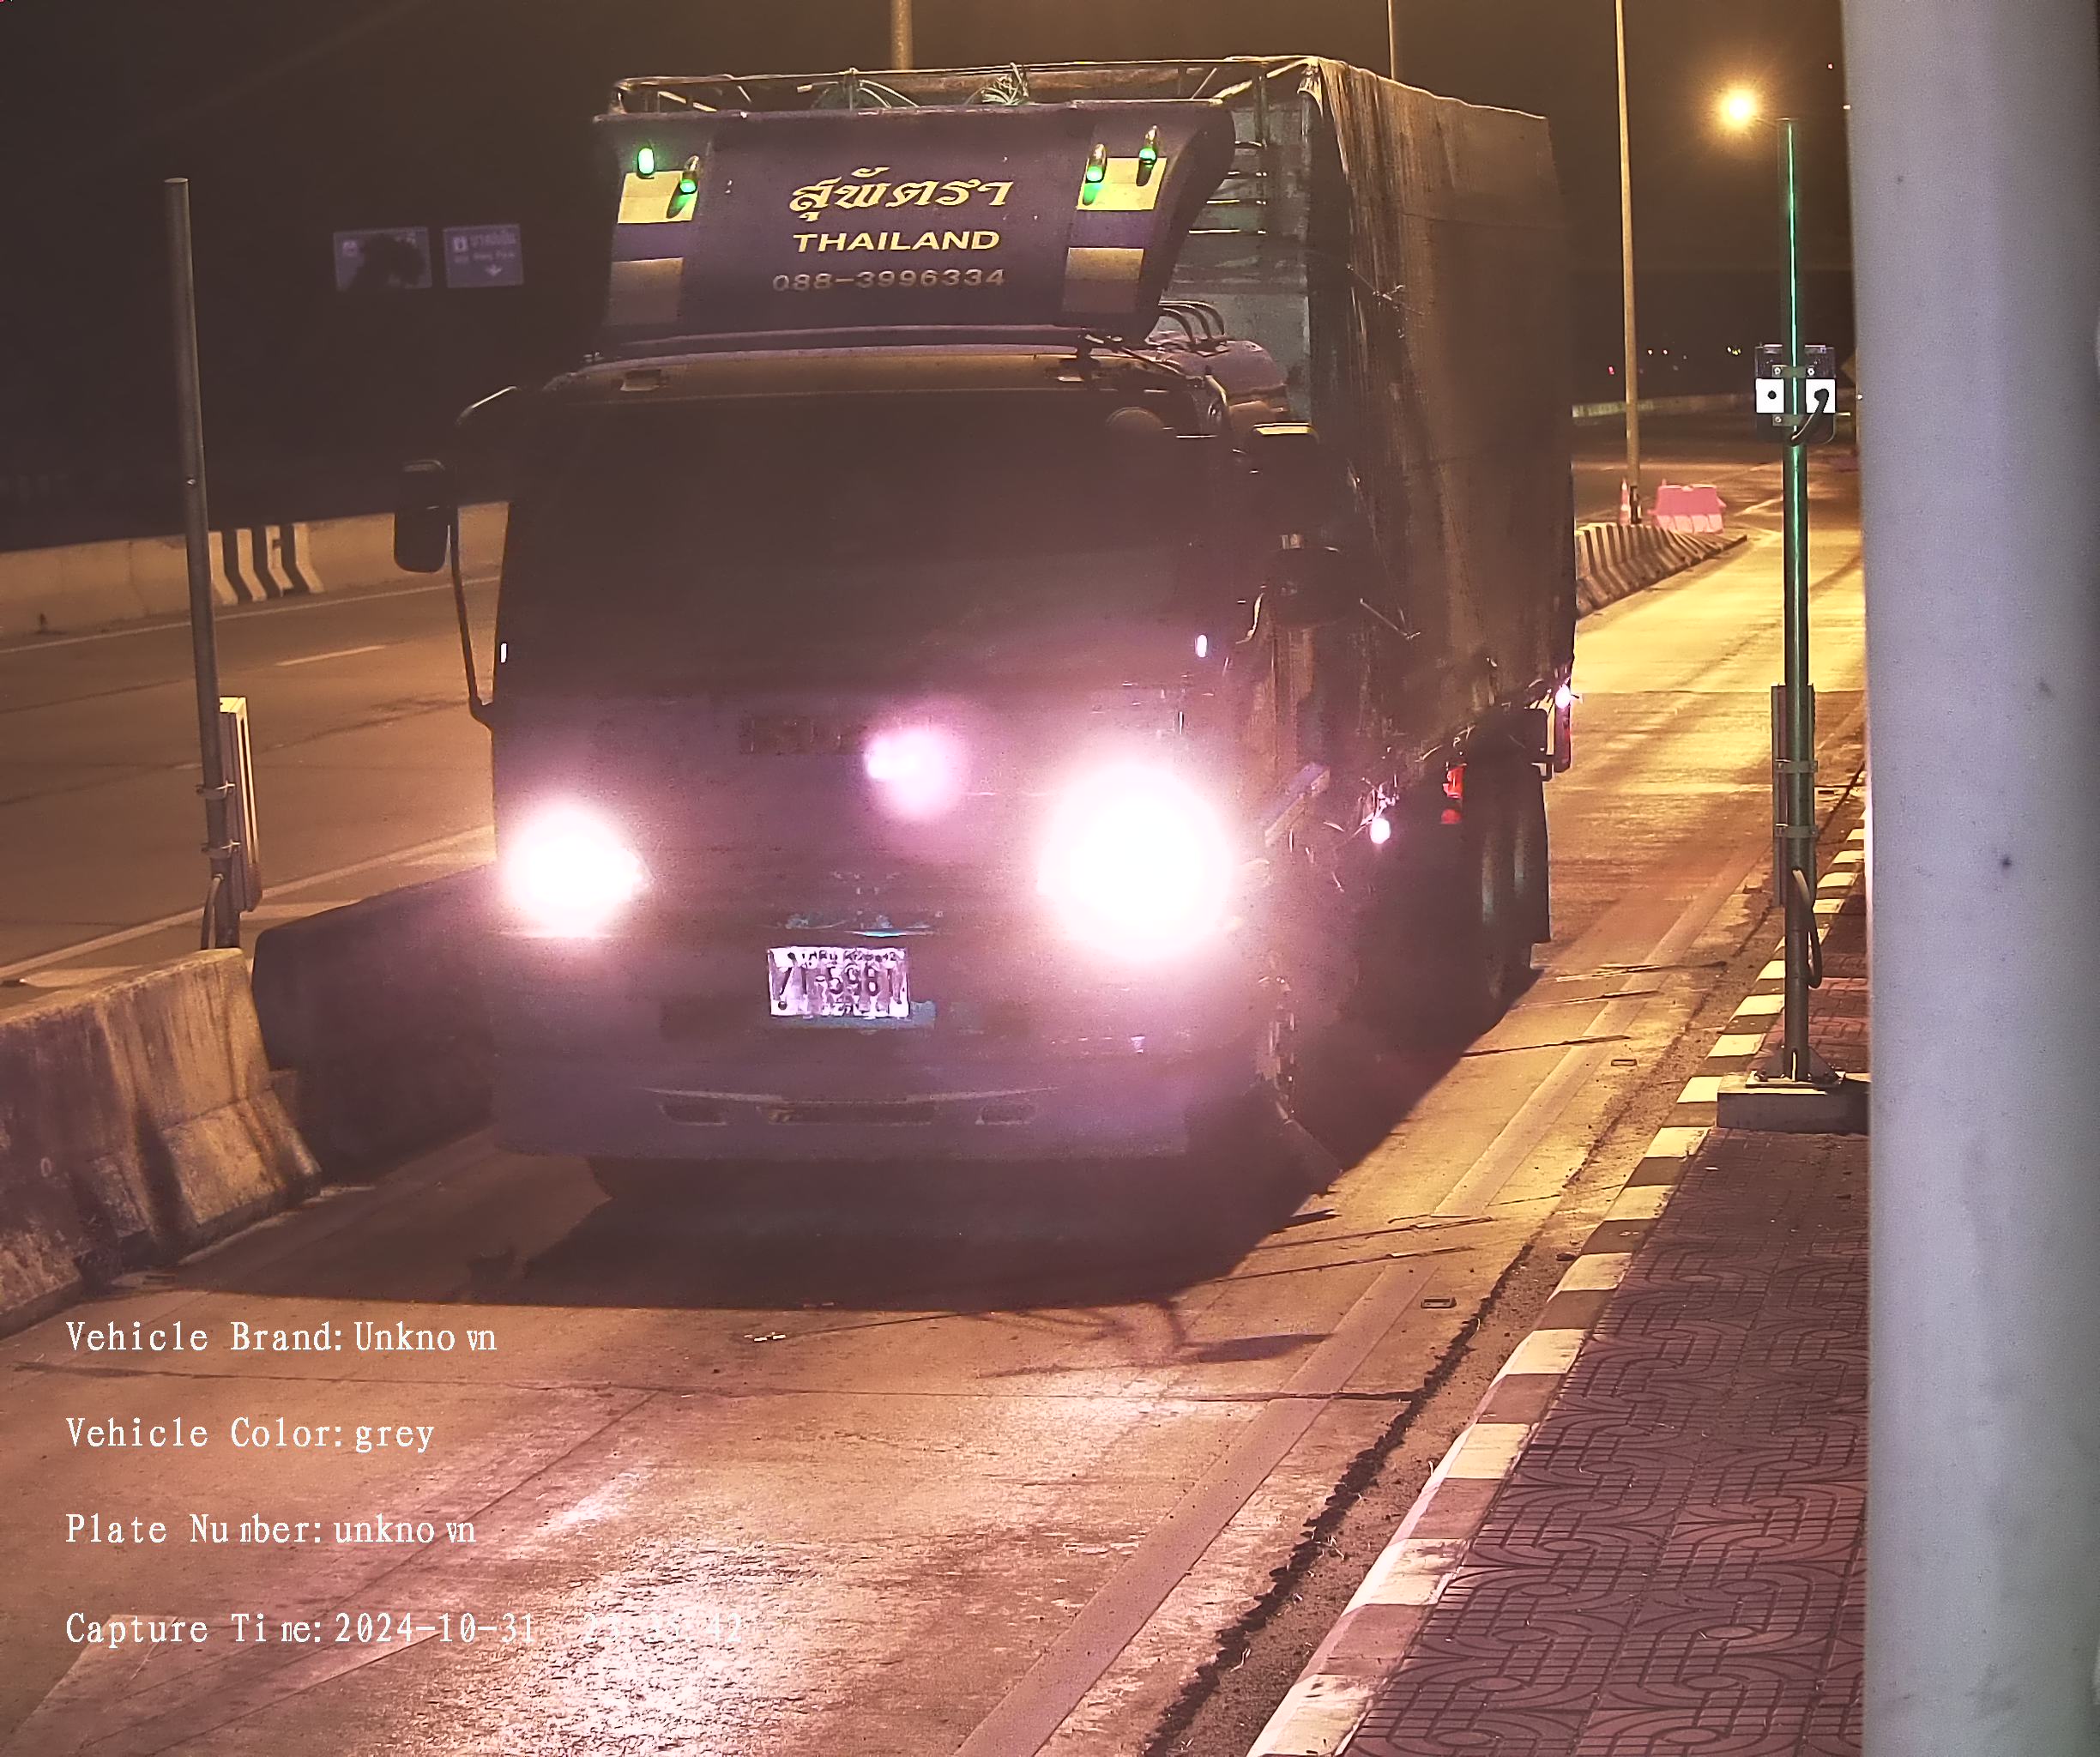 สุพัตรา
THAILAND
088-3996334
Vehicle Brand:Unknown
Vehicle Color:grey
Plate Number:unknown
Capture Time:2024-10-31